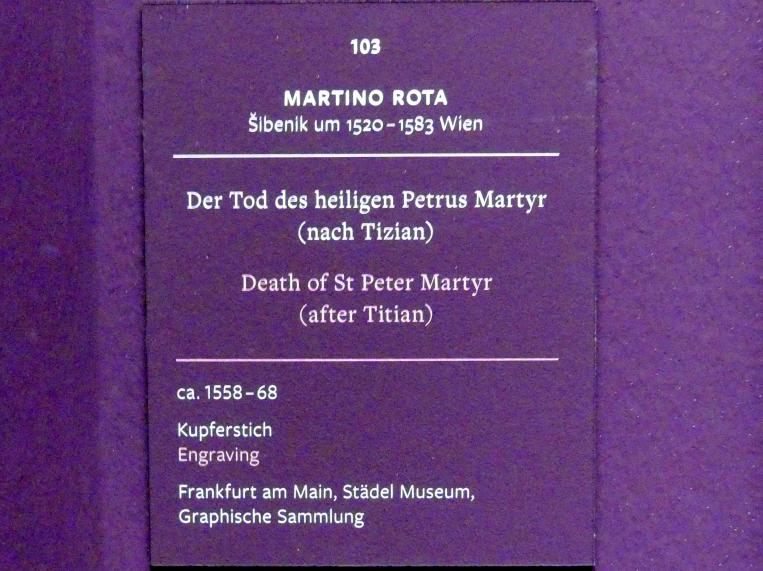 103
MARTINO ROTA
Šibenik um 1520–1583 Wien
Der Tod des heiligen Petrus Martyr
(nach Tizian)
Death of St Peter Martyr
(after Titian)
ca. 1558–68
Kupferstich
Engraving
Frankfurt am Main, Städel Museum,
Graphische Sammlung